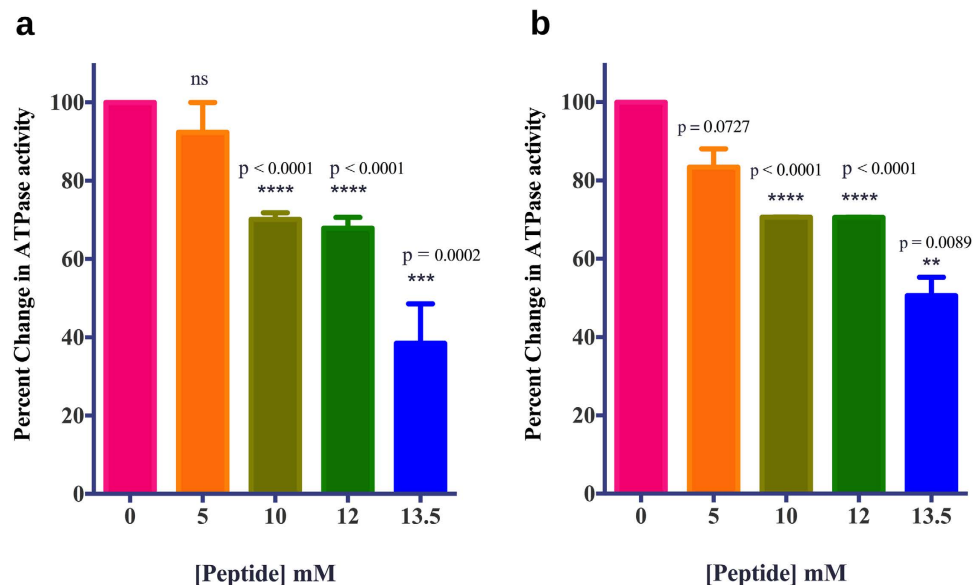 a
Percent Change in ATPase activity
100
80
60
40
20
0
ns
p < 0.0001
****
p < 0.0001
****
p = 0.0002
***
0 5 10 12 13.5
[Peptide] mM
b
Percent Change in ATPase activity
100
80
60
40
20
0
p = 0.0727
p < 0.0001
****
p < 0.0001
****
p = 0.0089
**
0 5 10 12 13.5
[Peptide] mM